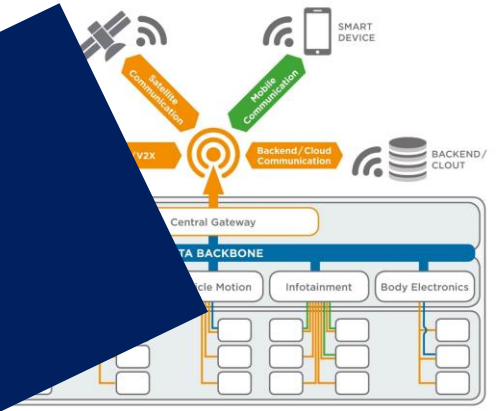 SMART
DEVICE
Satellite
Communication
Mobile
Communication
V2X
Backend/Cloud
Communication
BACKEND/
CLOUT
Central Gateway
TA BACKBONE
icle Motion
Infotainment
Body Electronics